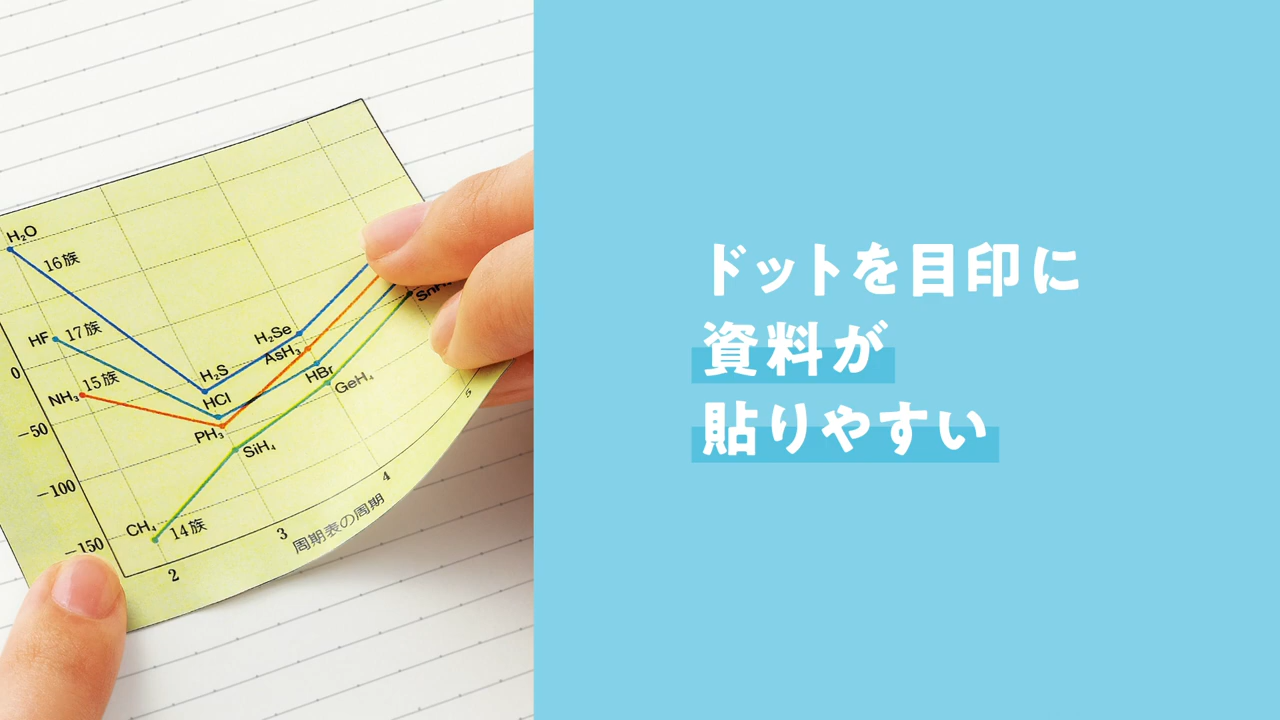 H₂O
16族
HF
17族
0
NH₃
15族
H₂S
HCl
PH₃
H₂Se
AsH₃
HBr
GeH₄
SiH₄
-50
-100
CH₄
14族
-150
2
3
4
5
周期表の周期
ドットを目印に
資料が
貼りやすい